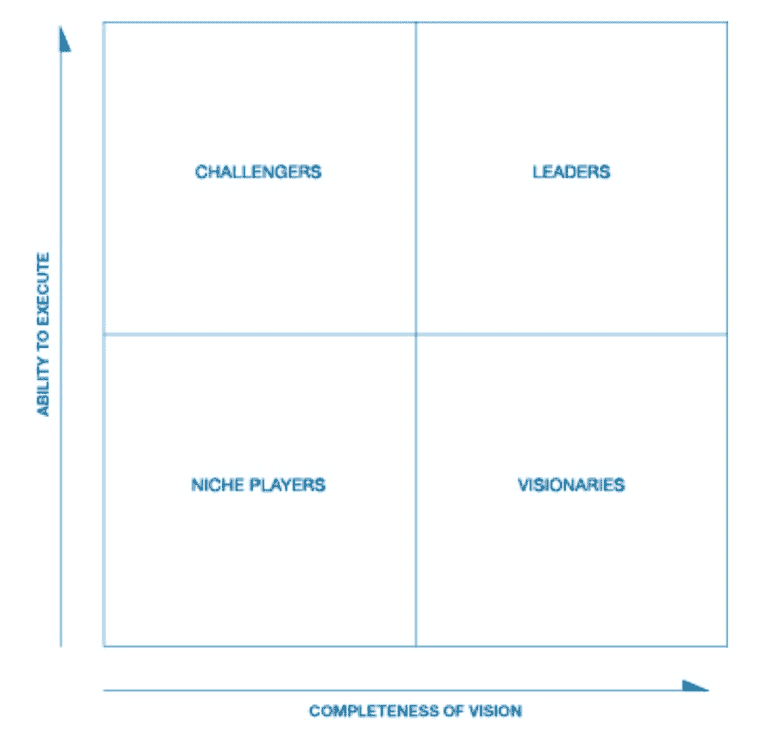 CHALLENGERS
LEADERS
ABILITY TO EXECUTE
NICHE PLAYERS
VISIONARIES
COMPLETENESS OF VISION